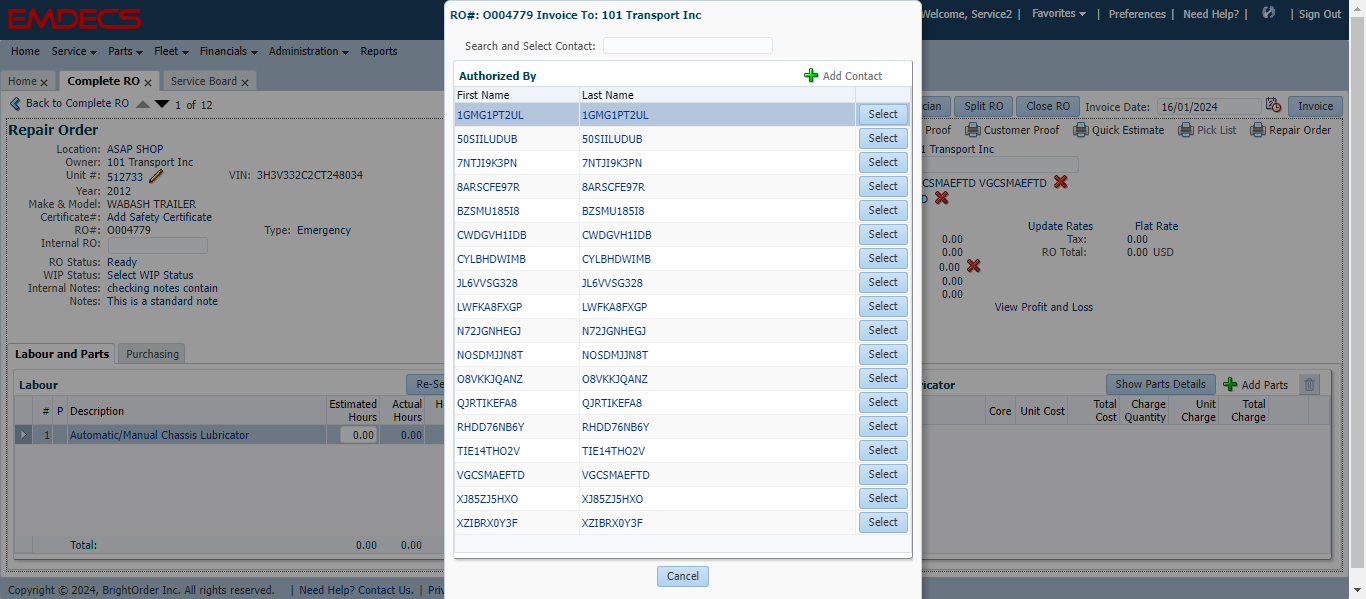 EMDECS
Welcome, Service2 | Favorites | Preferences | Need Help? | | Sign Out
Home Service Parts Fleet Financials Administration Reports
Home x Complete RO x Service Board x
Back to Complete RO 1 of 12
Split RO Close RO Invoice Date: 16/01/2024 Invoice
Repair Order
Proof Customer Proof Quick Estimate Pick List Repair Order
Location: ASAP SHOP
Owner: 101 Transport Inc
Unit #: 512733
VIN: 3H3V332C2CT248034
Year: 2012
Make & Model: WABASH TRAILER
Certificate#: Add Safety Certificate
RO#: O004779
Type: Emergency
Internal RO:
RO Status: Ready
WIP Status: Select WIP Status
Internal Notes: checking notes contain
Notes: This is a standard note
RO#: O004779 Invoice To: 101 Transport Inc
Search and Select Contact:
Authorized By Add Contact
First Name Last Name
1GMG1PT2UL 1GMG1PT2UL Select
50SIILUDUB 50SIILUDUB Select
7NTJI9K3PN 7NTJI9K3PN Select
8ARSCFE97R 8ARSCFE97R Select
BZSMU185I8 BZSMU185I8 Select
CWDGVH1IDB CWDGVH1IDB Select
CYLBHDWIMB CYLBHDWIMB Select
JL6VVSG328 JL6VVSG328 Select
LWFKA8FXGP LWFKA8FXGP Select
N72JGNHEGJ N72JGNHEGJ Select
NOSDMJJN8T NOSDMJJN8T Select
O8VKKJQANZ O8VKKJQANZ Select
QJRTIKEFA8 QJRTIKEFA8 Select
RHDD76NB6Y RHDD76NB6Y Select
TIE14THO2V TIE14THO2V Select
VGCSMAEFTD VGCSMAEFTD Select
XJ85ZJ5HXO XJ85ZJ5HXO Select
XZIBRX0Y3F XZIBRX0Y3F Select
Cancel
1 Transport Inc
CSMAEFTD VGCSMAEFTD
Update Rates Flat Rate
0.00 Tax: 0.00
0.00 RO Total: 0.00 USD
0.00
0.00
0.00
View Profit and Loss
Labour and Parts Purchasing
Labour Re-Se
# P Description Estimated Hours Actual Hours
1 Automatic/Manual Chassis Lubricator 0.00 0.00
Total: 0.00 0.00
ricator Show Parts Details Add Parts
Core Unit Cost Total Cost Charge Quantity Unit Charge Total Charge
Copyright © 2024, BrightOrder Inc. All rights reserved. | Need Help? Contact Us. | Priv